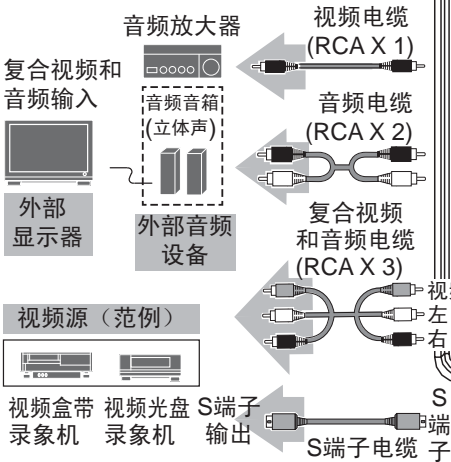 音频放大器
视频电缆
(RCA X 1)
复合视频和
音频输入
音频音箱
(立体声)
音频电缆
(RCA X 2)
外部
显示器
外部音频
设备
复合视频
和音频电缆
(RCA X 3)
视频源（范例）
左
右
视频盒带
录象机
视频光盘
录象机
S端子
输出
S端子电缆
S
端
子